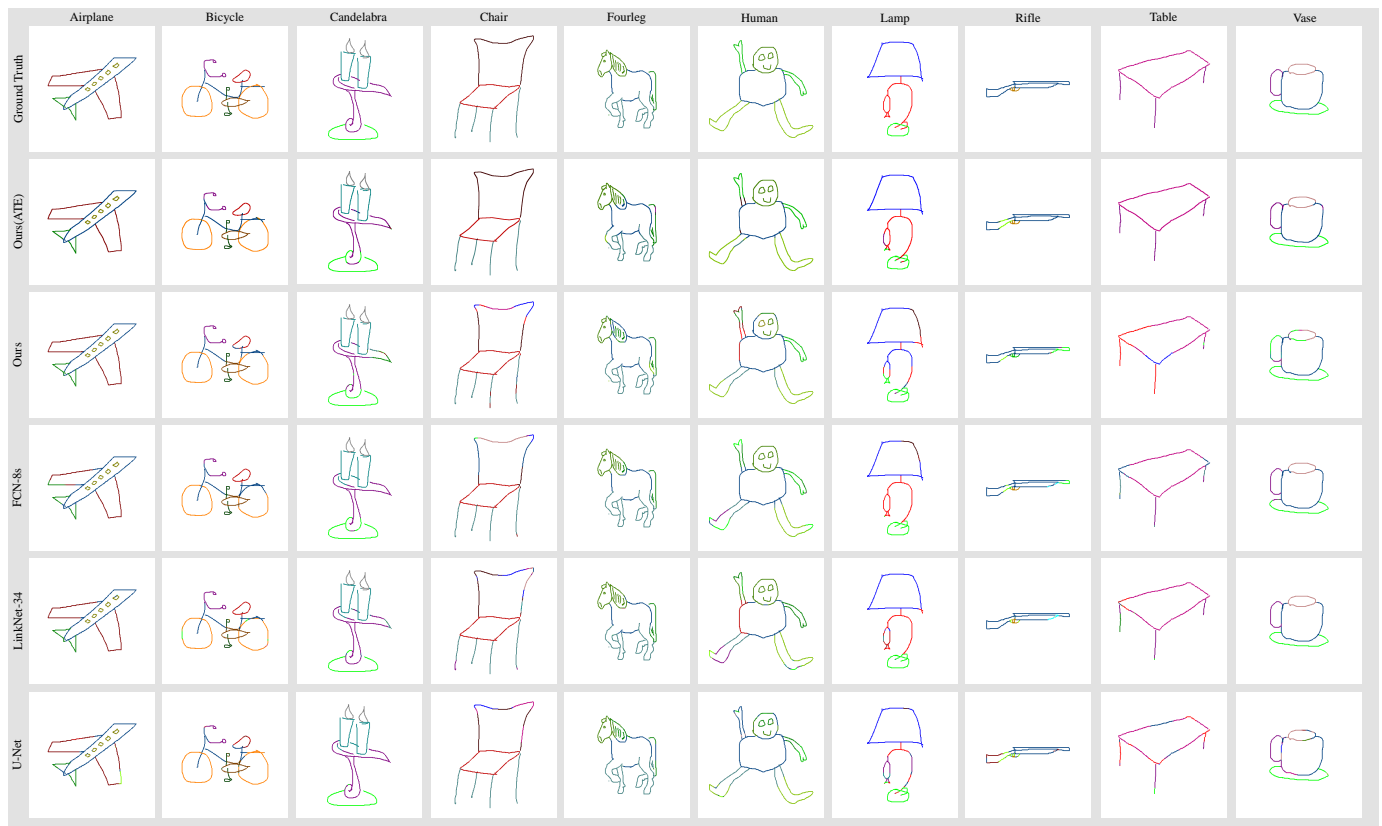 Airplane Bicycle Candelabra Chair Fourleg Human Lamp Rifle Table Vase
Ground Truth
Ours(ATE)
Ours
FCN-8s
LinkNet-34
U-Net